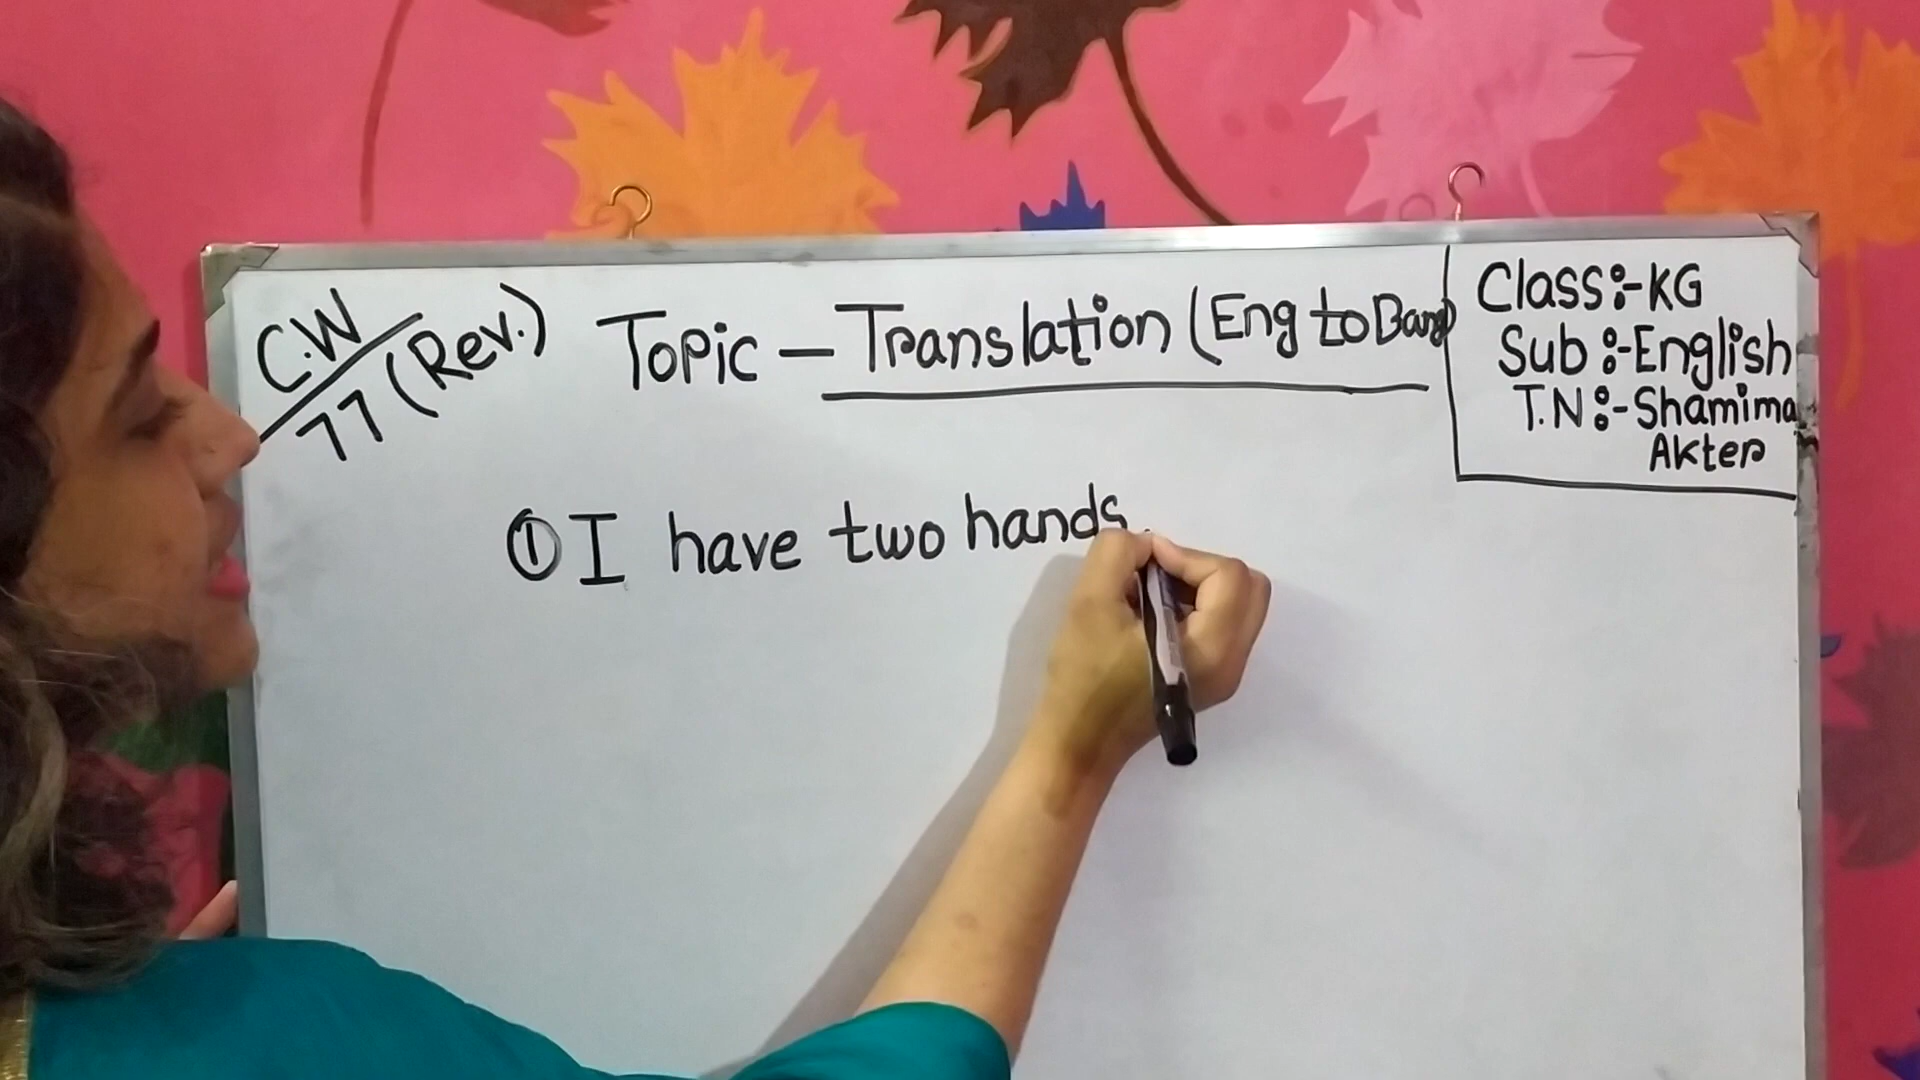 C.W
77 (Rev.)
Topic - Translation (Eng to Bang)
Class:-KG
Sub:-English
T.N:-Shamima
Akter
① I have two hands.